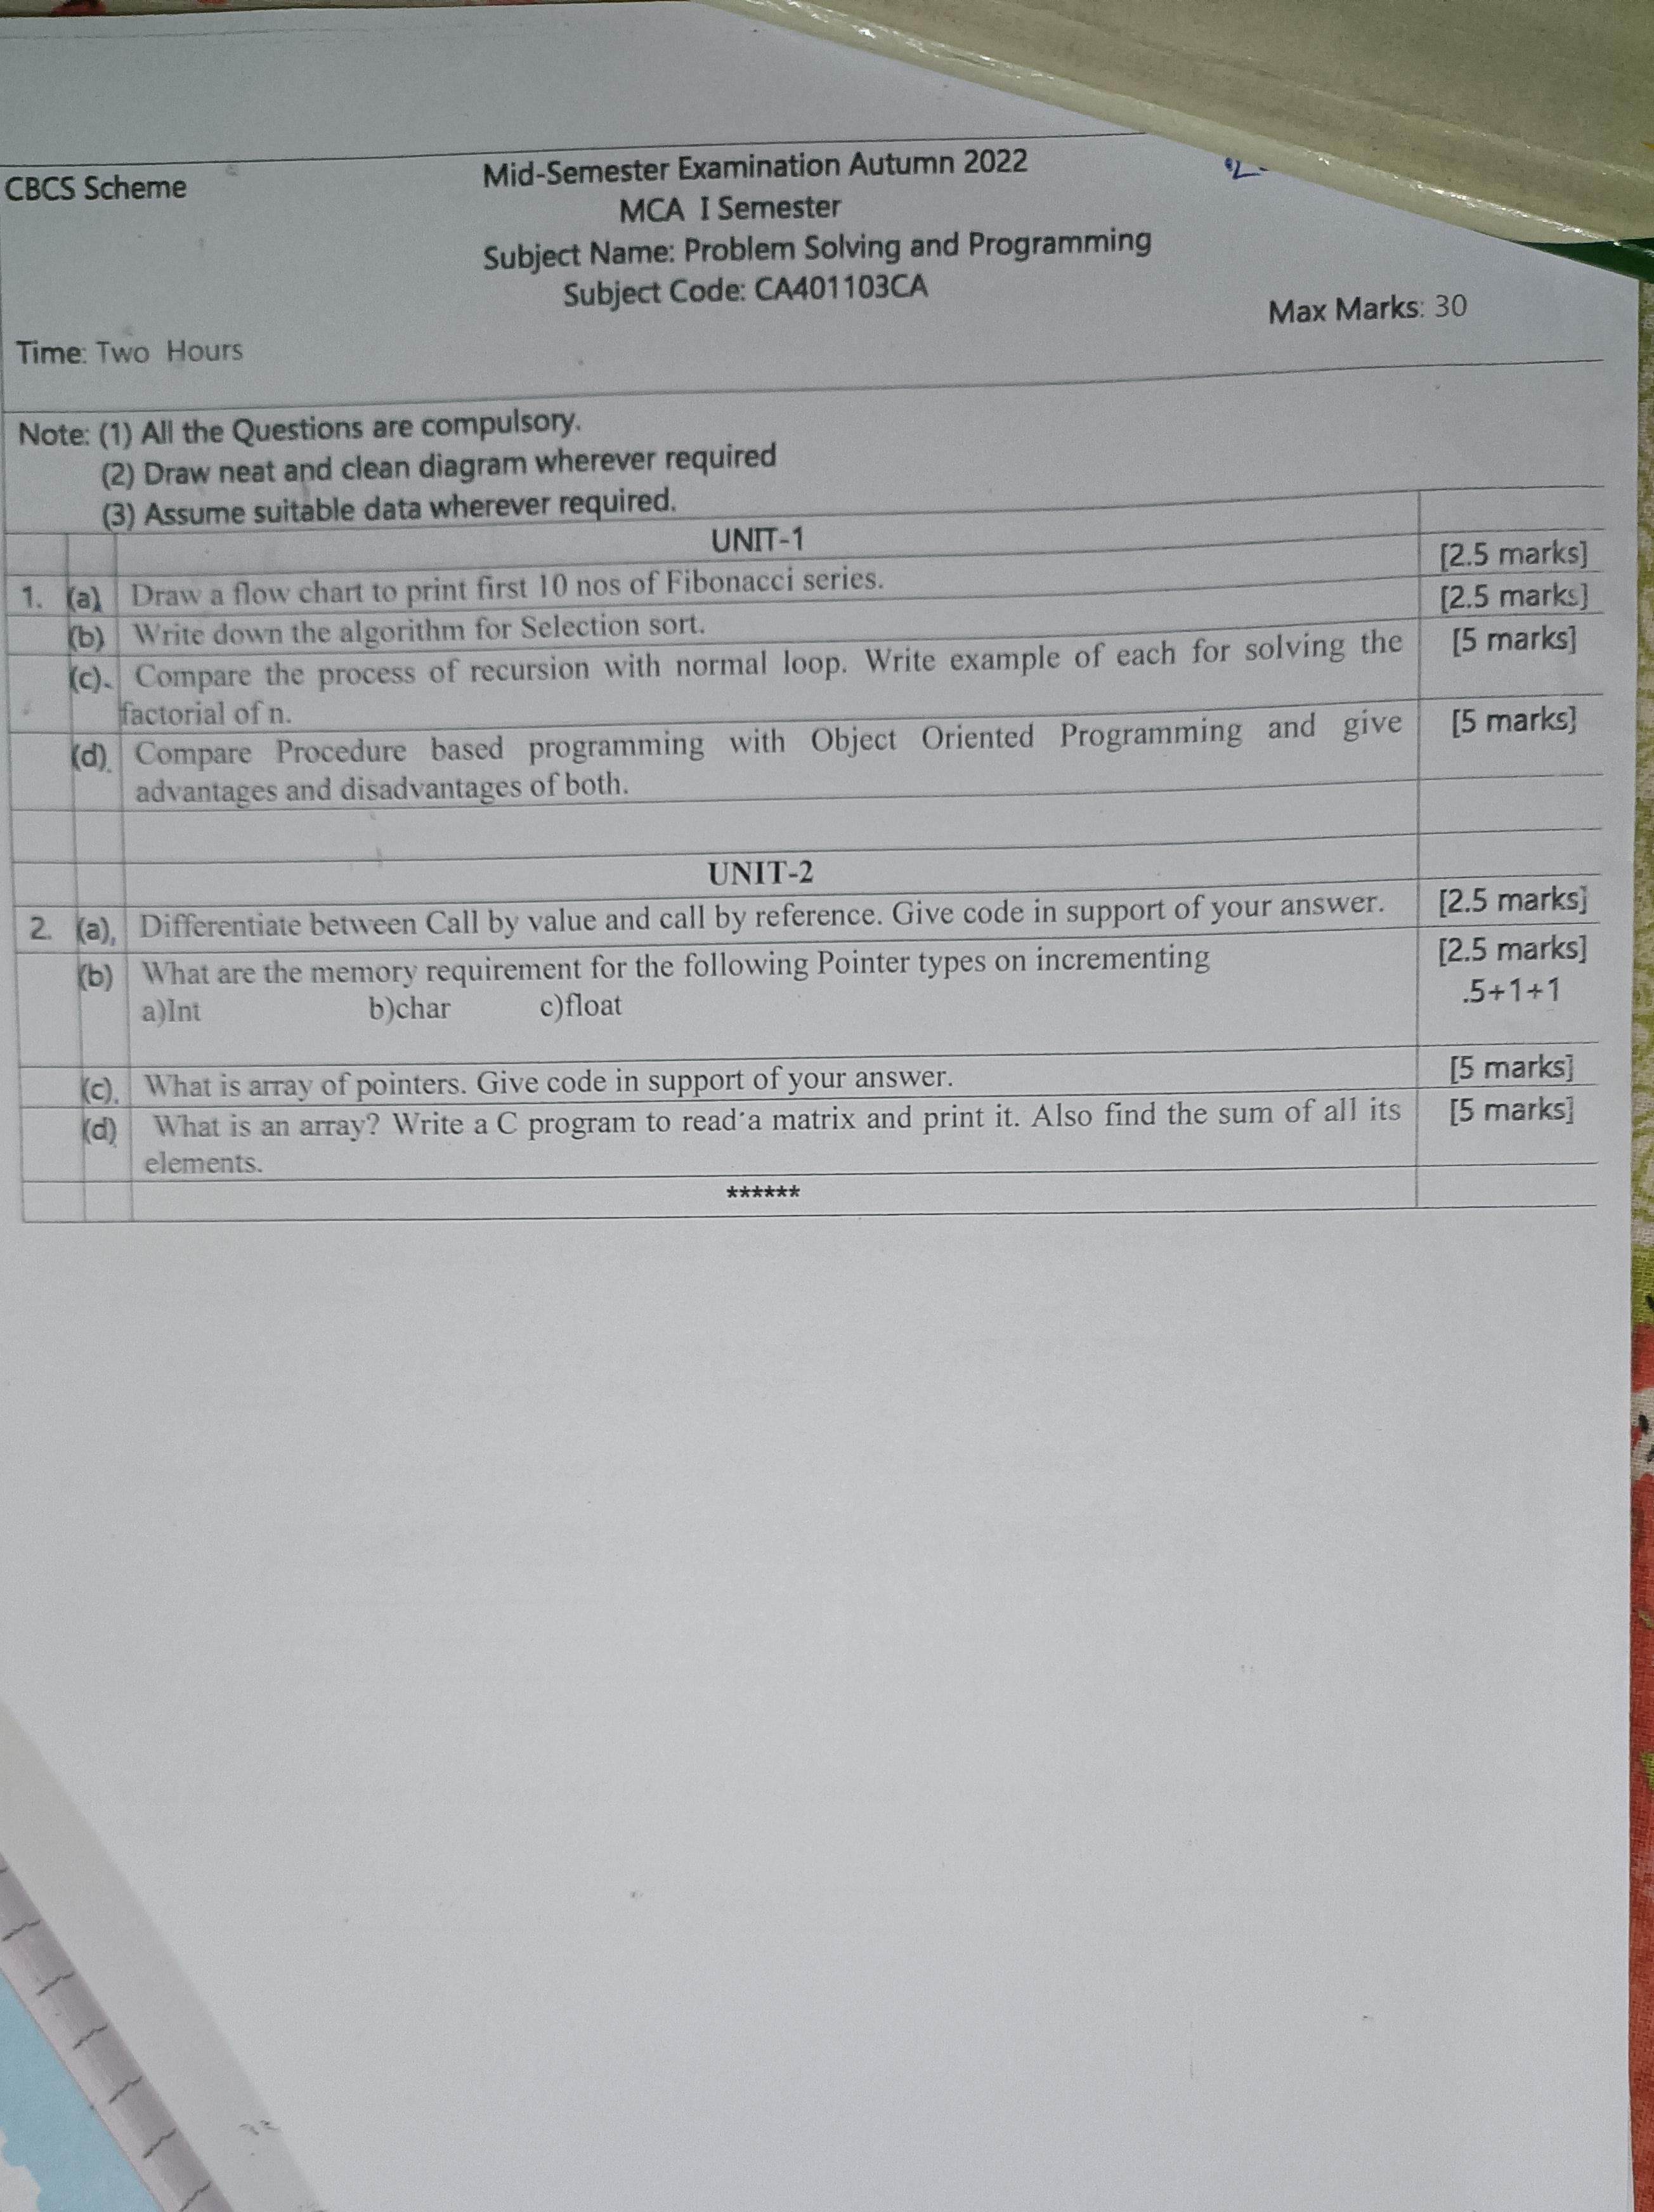 CBCS Scheme
Mid-Semester Examination Autumn 2022
MCA I Semester
Subject Name: Problem Solving and Programming
Subject Code: CA401103CA
Max Marks: 30
Time: Two Hours
Note: (1) All the Questions are compulsory.
(2) Draw neat and clean diagram wherever required
(3) Assume suitable data wherever required.
UNIT-1
1. (a) Draw a flow chart to print first 10 nos of Fibonacci series. [2.5 marks]
(b) Write down the algorithm for Selection sort. [2.5 marks]
(c) Compare the process of recursion with normal loop. Write example of each for solving the [5 marks]
factorial of n.
(d) Compare Procedure based programming with Object Oriented Programming and give [5 marks]
advantages and disadvantages of both.
UNIT-2
2. (a) Differentiate between Call by value and call by reference. Give code in support of your answer. [2.5 marks]
(b) What are the memory requirement for the following Pointer types on incrementing [2.5 marks]
a)Int b)char c)float .5+1+1
(c) What is array of pointers. Give code in support of your answer. [5 marks]
(d) What is an array? Write a C program to read a matrix and print it. Also find the sum of all its [5 marks]
elements.
******